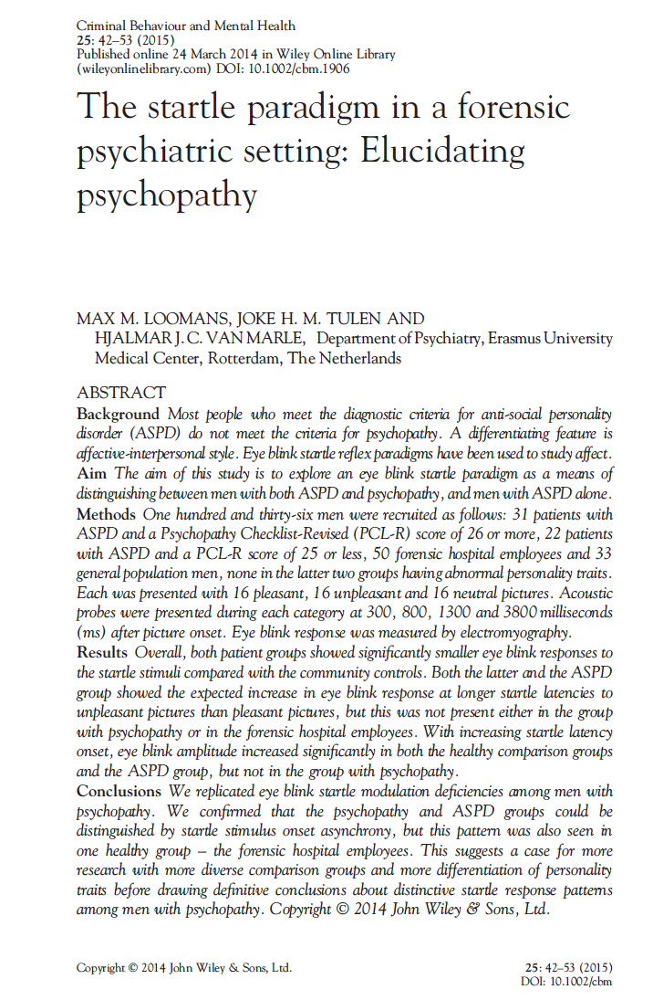 Criminal Behaviour and Mental Health
25: 42–53 (2015)
Published online 24 March 2014 in Wiley Online Library
(wileyonlinelibrary.com) DOI: 10.1002/cbm.1906
The startle paradigm in a forensic
psychiatric setting: Elucidating
psychopathy
MAX M. LOOMANS, JOKE H. M. TULEN AND
HJALMAR J. C. VAN MARLE, Department of Psychiatry, Erasmus University
Medical Center, Rotterdam, The Netherlands
ABSTRACT
Background Most people who meet the diagnostic criteria for anti-social personality
disorder (ASPD) do not meet the criteria for psychopathy. A differentiating feature is
affective-interpersonal style. Eye blink startle reflex paradigms have been used to study affect.
Aim The aim of this study is to explore an eye blink startle paradigm as a means of
distinguishing between men with both ASPD and psychopathy, and men with ASPD alone.
Methods One hundred and thirty-six men were recruited as follows: 31 patients with
ASPD and a Psychopathy Checklist-Revised (PCL-R) score of 26 or more, 22 patients
with ASPD and a PCL-R score of 25 or less, 50 forensic hospital employees and 33
general population men, none in the latter two groups having abnormal personality traits.
Each was presented with 16 pleasant, 16 unpleasant and 16 neutral pictures. Acoustic
probes were presented during each category at 300, 800, 1300 and 3800 milliseconds
(ms) after picture onset. Eye blink response was measured by electromyography.
Results Overall, both patient groups showed significantly smaller eye blink responses to
the startle stimuli compared with the community controls. Both the latter and the ASPD
group showed the expected increase in eye blink response at longer startle latencies to
unpleasant pictures than pleasant pictures, but this was not present either in the group
with psychopathy or in the forensic hospital employees. With increasing startle latency
onset, eye blink amplitude increased significantly in both the healthy comparison groups
and the ASPD group, but not in the group with psychopathy.
Conclusions We replicated eye blink startle modulation deficiencies among men with
psychopathy. We confirmed that the psychopathy and ASPD groups could be
distinguished by startle stimulus onset asynchrony, but this pattern was also seen in
one healthy group – the forensic hospital employees. This suggests a case for more
research with more diverse comparison groups and more differentiation of personality
traits before drawing definitive conclusions about distinctive startle response patterns
among men with psychopathy. Copyright © 2014 John Wiley & Sons, Ltd.
Copyright © 2014 John Wiley & Sons, Ltd.
25: 42–53 (2015)
DOI: 10.1002/cbm